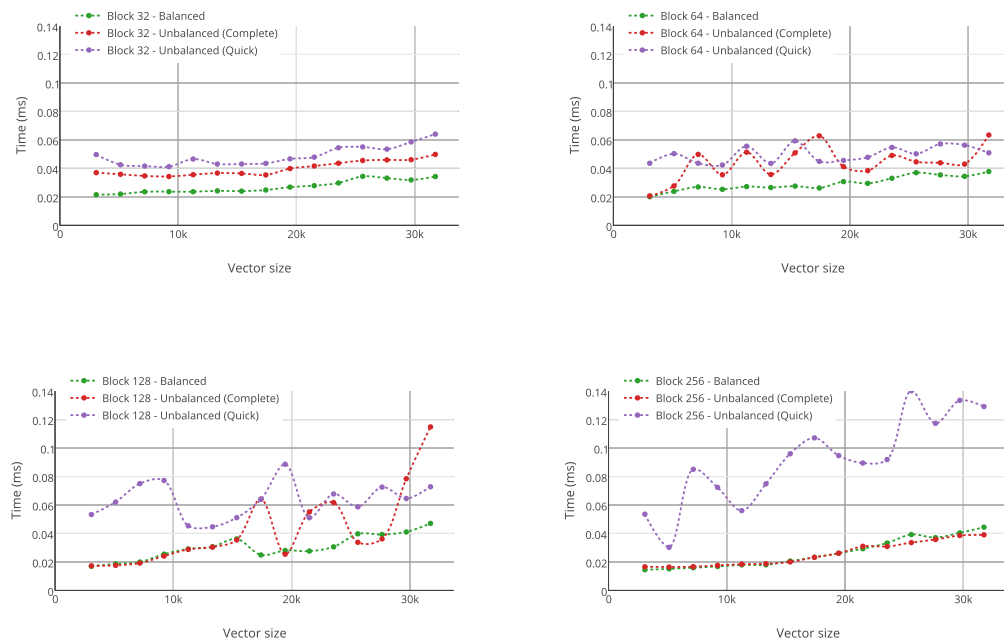 Block 32 - Balanced
Block 32 - Unbalanced (Complete)
Block 32 - Unbalanced (Quick)
0.14
0.12
0.1
0.08
0.06
0.04
0.02
0
Time (ms)
0 10k 20k 30k
Vector size
Block 64 - Balanced
Block 64 - Unbalanced (Complete)
Block 64 - Unbalanced (Quick)
0.14
0.12
0.1
0.08
0.06
0.04
0.02
0
Time (ms)
0 10k 20k 30k
Vector size
Block 128 - Balanced
Block 128 - Unbalanced (Complete)
Block 128 - Unbalanced (Quick)
0.14
0.12
0.1
0.08
0.06
0.04
0.02
0
Time (ms)
0 10k 20k 30k
Vector size
Block 256 - Balanced
Block 256 - Unbalanced (Complete)
Block 256 - Unbalanced (Quick)
0.14
0.12
0.1
0.08
0.06
0.04
0.02
0
Time (ms)
0 10k 20k 30k
Vector size